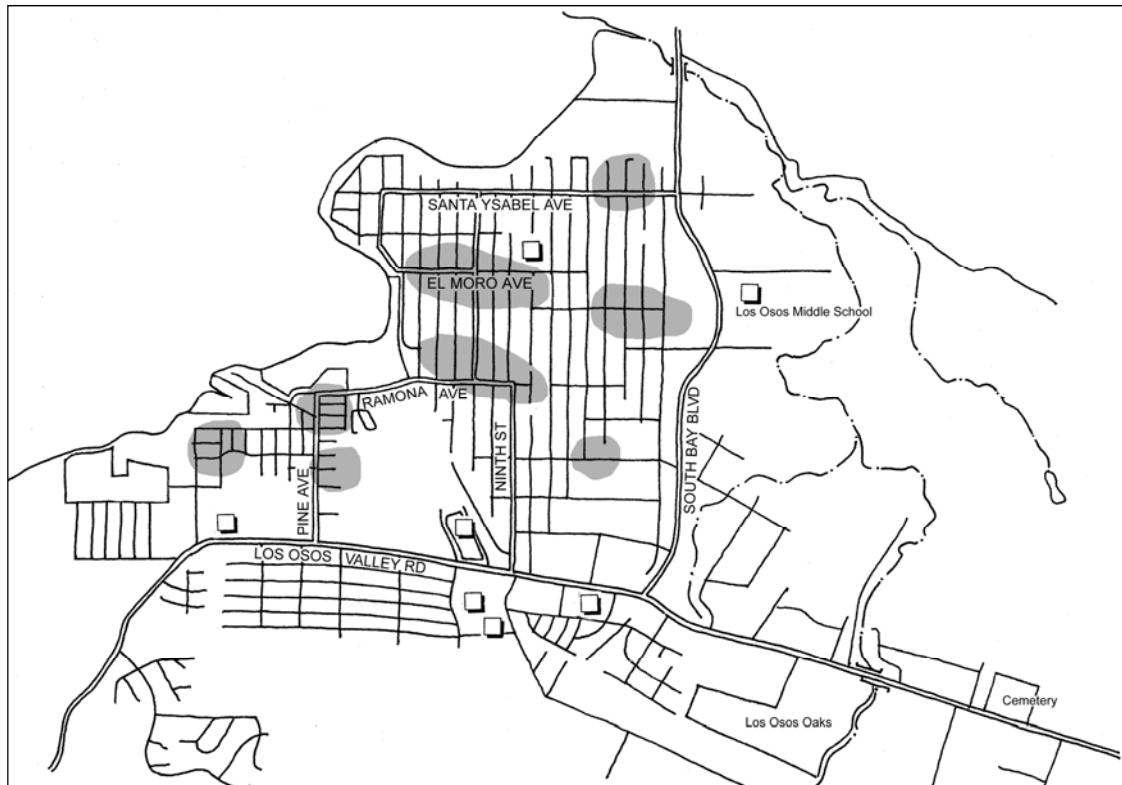 SANTA YSABEL AVE
EL MORO AVE
Los Osos Middle School
RAMONA AVE
SOUTH BAY BLVD
NINTH ST
PINE AVE
LOS OSOS VALLEY RD
Cemetery
Los Osos Oaks